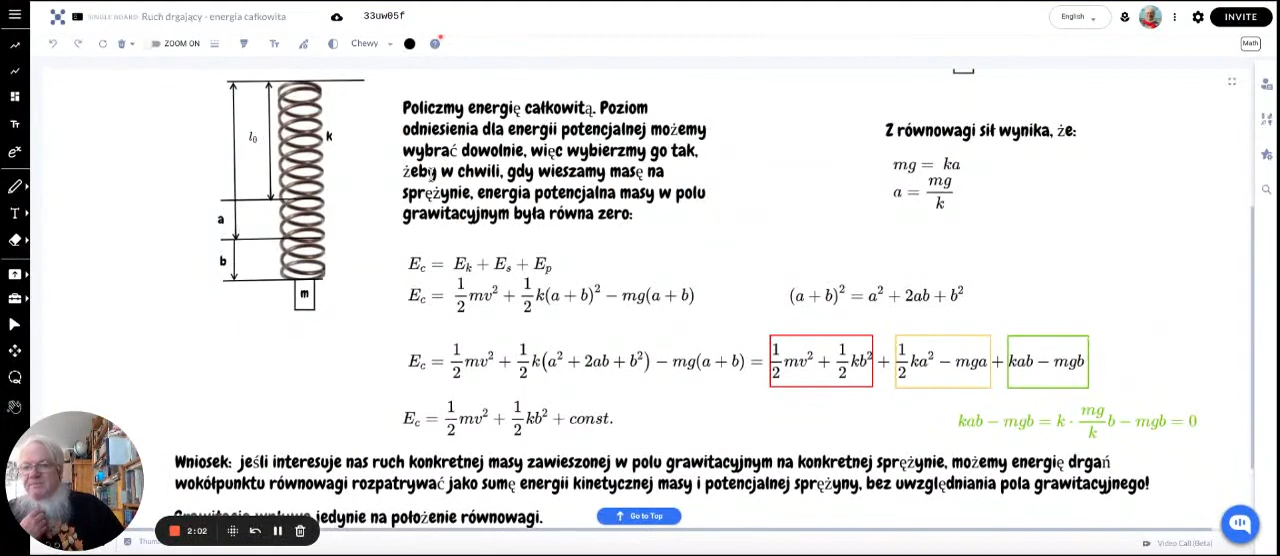 SINGLE BOARD Ruch drgający - energia całkowita 33uw05f English INVITE
ZOOM ON Tr Chewy Math
l₀
k
a
b
m
Policzmy energię całkowitą. Poziom
odniesienia dla energii potencjalnej możemy
wybrać dowolnie, więc wybierzmy go tak,
żeby w chwili, gdy wieszamy masę na
sprężynie, energia potencjalna masy w polu
grawitacyjnym była równa zero:
Z równowagi sił wynika, że:
mg = ka
a = mg/k
E_c = E_k + E_s + E_p
E_c = 1/2 mv² + 1/2 k(a + b)² − mg(a + b)
(a + b)² = a² + 2ab + b²
E_c = 1/2 mv² + 1/2 k(a² + 2ab + b²) − mg(a + b) = 1/2 mv² + 1/2 kb² + 1/2 ka² − mga + kab − mgb
E_c = 1/2 mv² + 1/2 kb² + const.
kab − mgb = k · mg/k b − mgb = 0
Wniosek: jeśli interesuje nas ruch konkretnej masy zawieszonej w polu grawitacyjnym na konkretnej sprężynie, możemy energię drgań
wokółpunktu równowagi rozpatrywać jako sumę energii kinetycznej masy i potencjalnej sprężyny, bez uwzględniania pola grawitacyjnego!
jedynie na położenie równowagi.
Go to Top
2:02
Video Call (Beta)